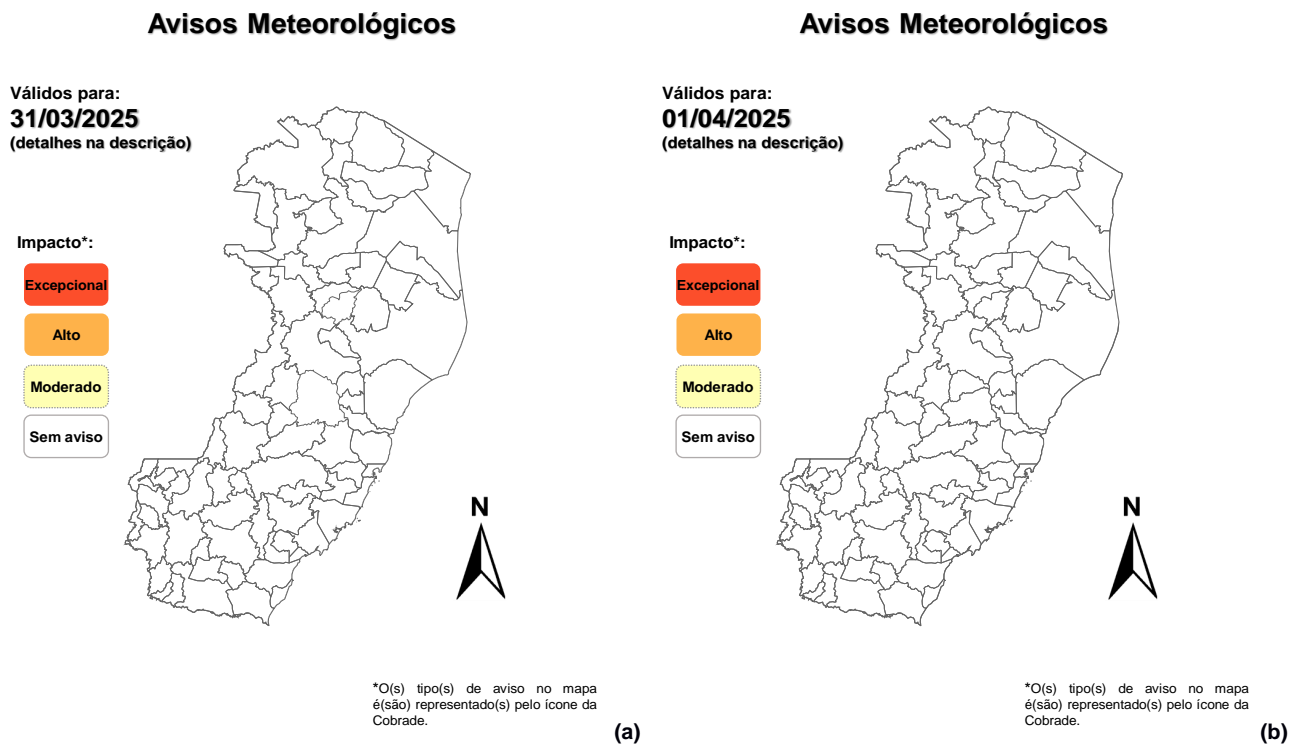 Avisos Meteorológicos
Válidos para:
31/03/2025
(detalhes na descrição)
Impacto*:
Excepcional
Alto
Moderado
Sem aviso
N
*O(s) tipo(s) de aviso no mapa
é(são) representado(s) pelo ícone da
Cobrade.
(a)
Avisos Meteorológicos
Válidos para:
01/04/2025
(detalhes na descrição)
Impacto*:
Excepcional
Alto
Moderado
Sem aviso
N
*O(s) tipo(s) de aviso no mapa
é(são) representado(s) pelo ícone da
Cobrade.
(b)